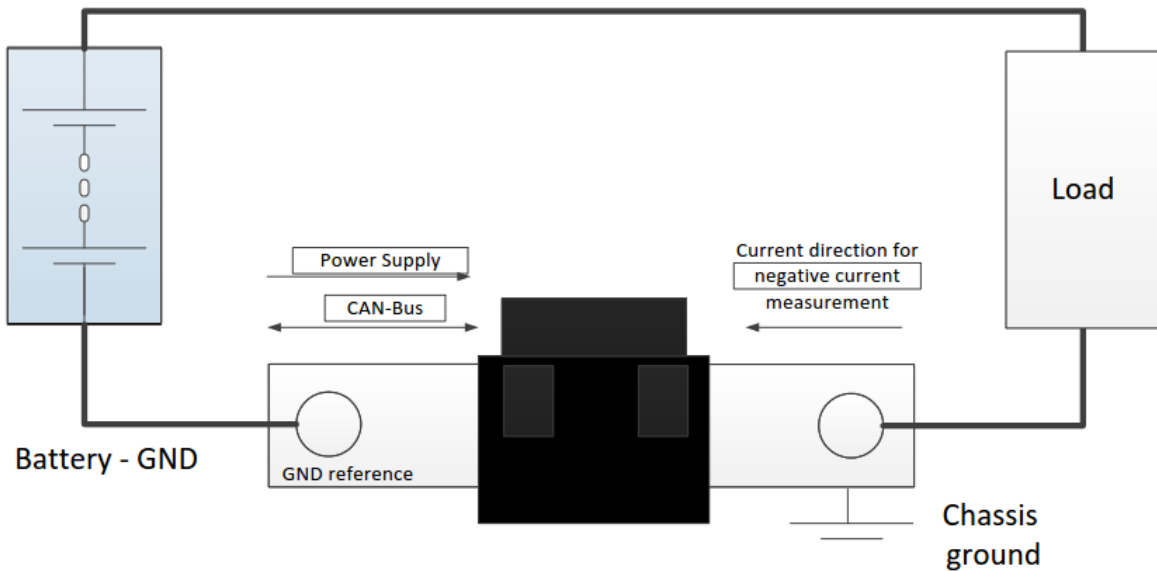 Load
Power Supply
CAN-Bus
Current direction for
negative current
measurement
Battery - GND
GND reference
Chassis
ground